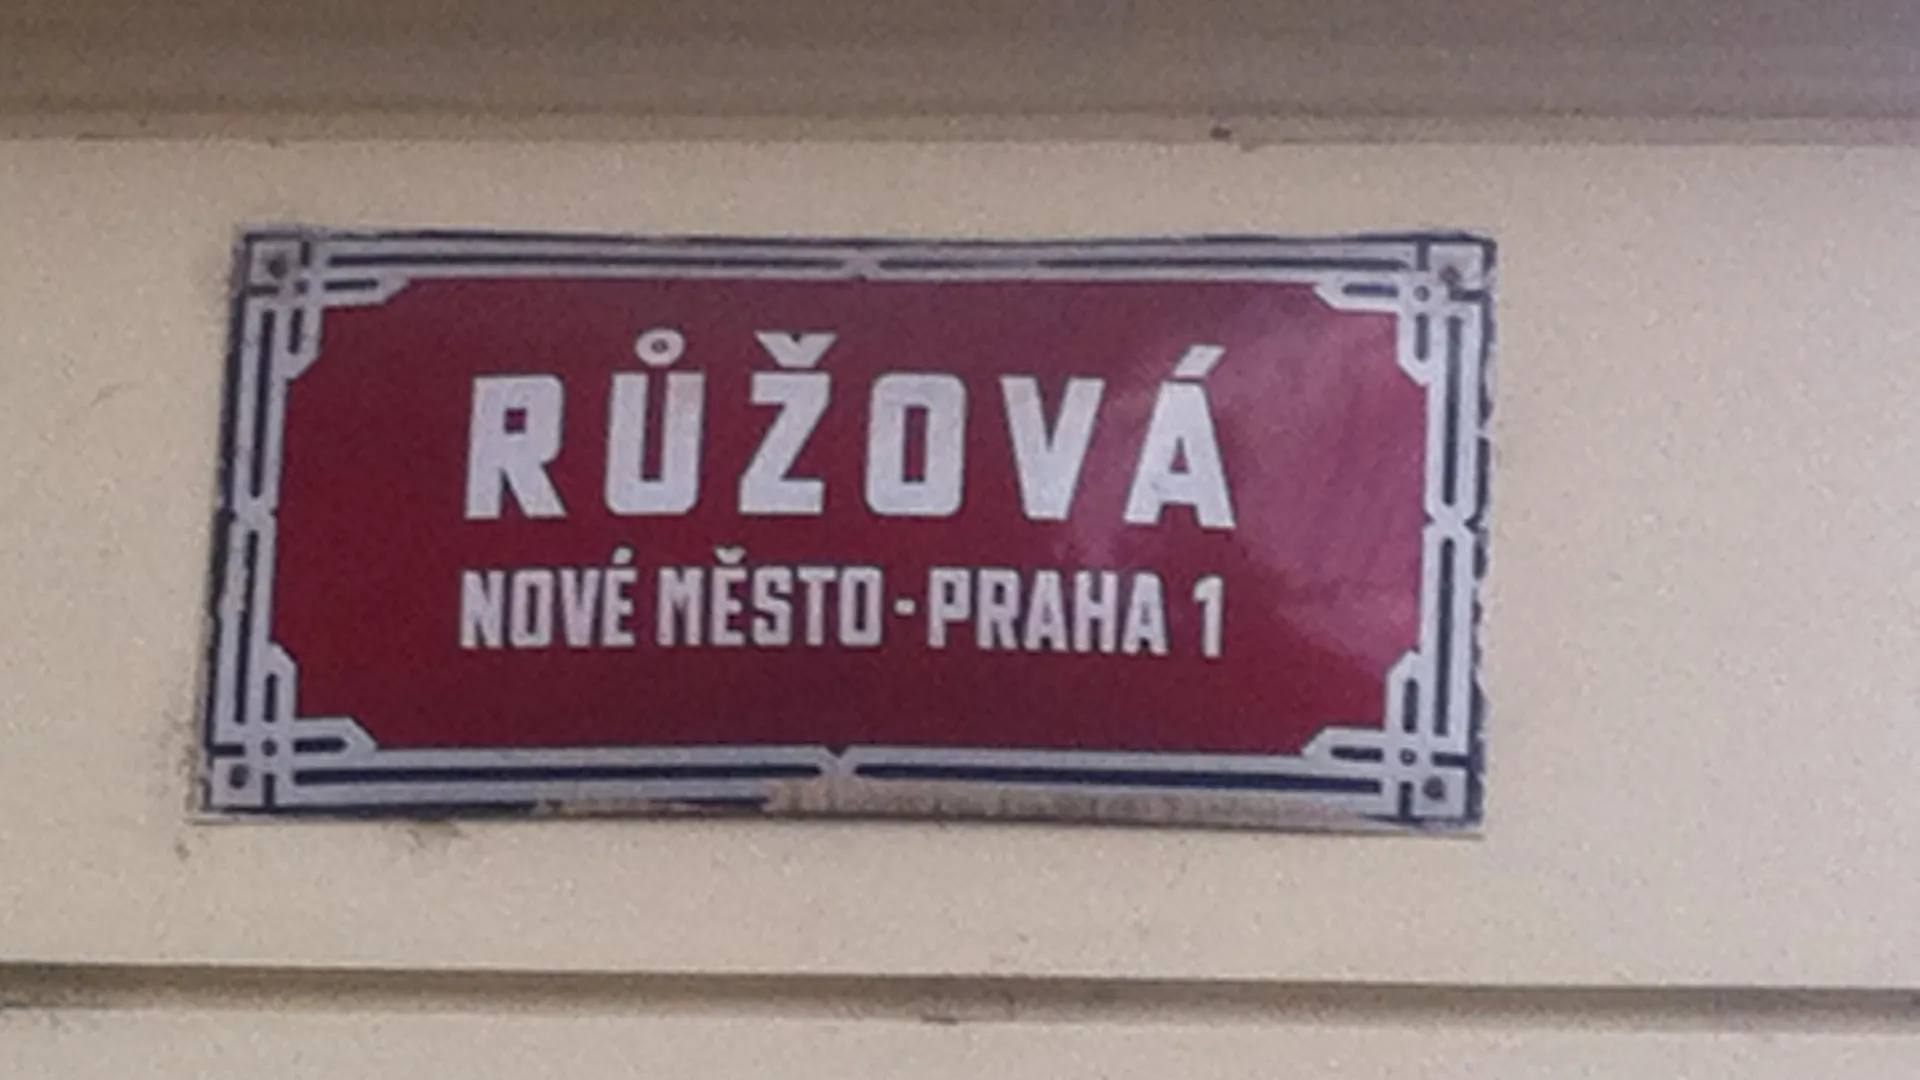 RŮŽOVÁ
NOVÉ MĚSTO - PRAHA 1